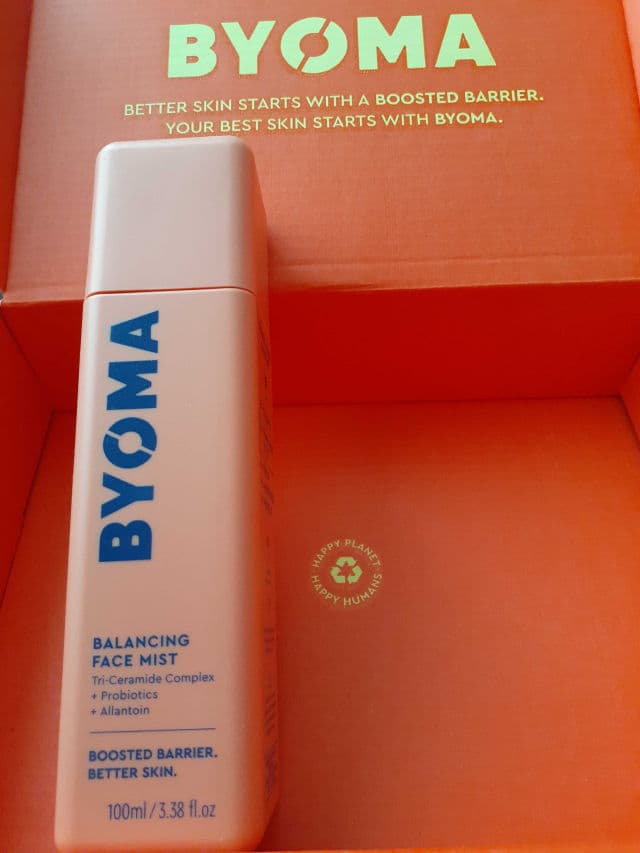 BYOMA
BETTER SKIN STARTS WITH A BOOSTED BARRIER.
YOUR BEST SKIN STARTS WITH BYOMA.
BYOMA
BALANCING
FACE MIST
Tri-Ceramide Complex
+ Probiotics
+ Allantoin
BOOSTED BARRIER.
BETTER SKIN.
100ml/3.38 fl.oz
HAPPY PLANET
HAPPY HUMANS